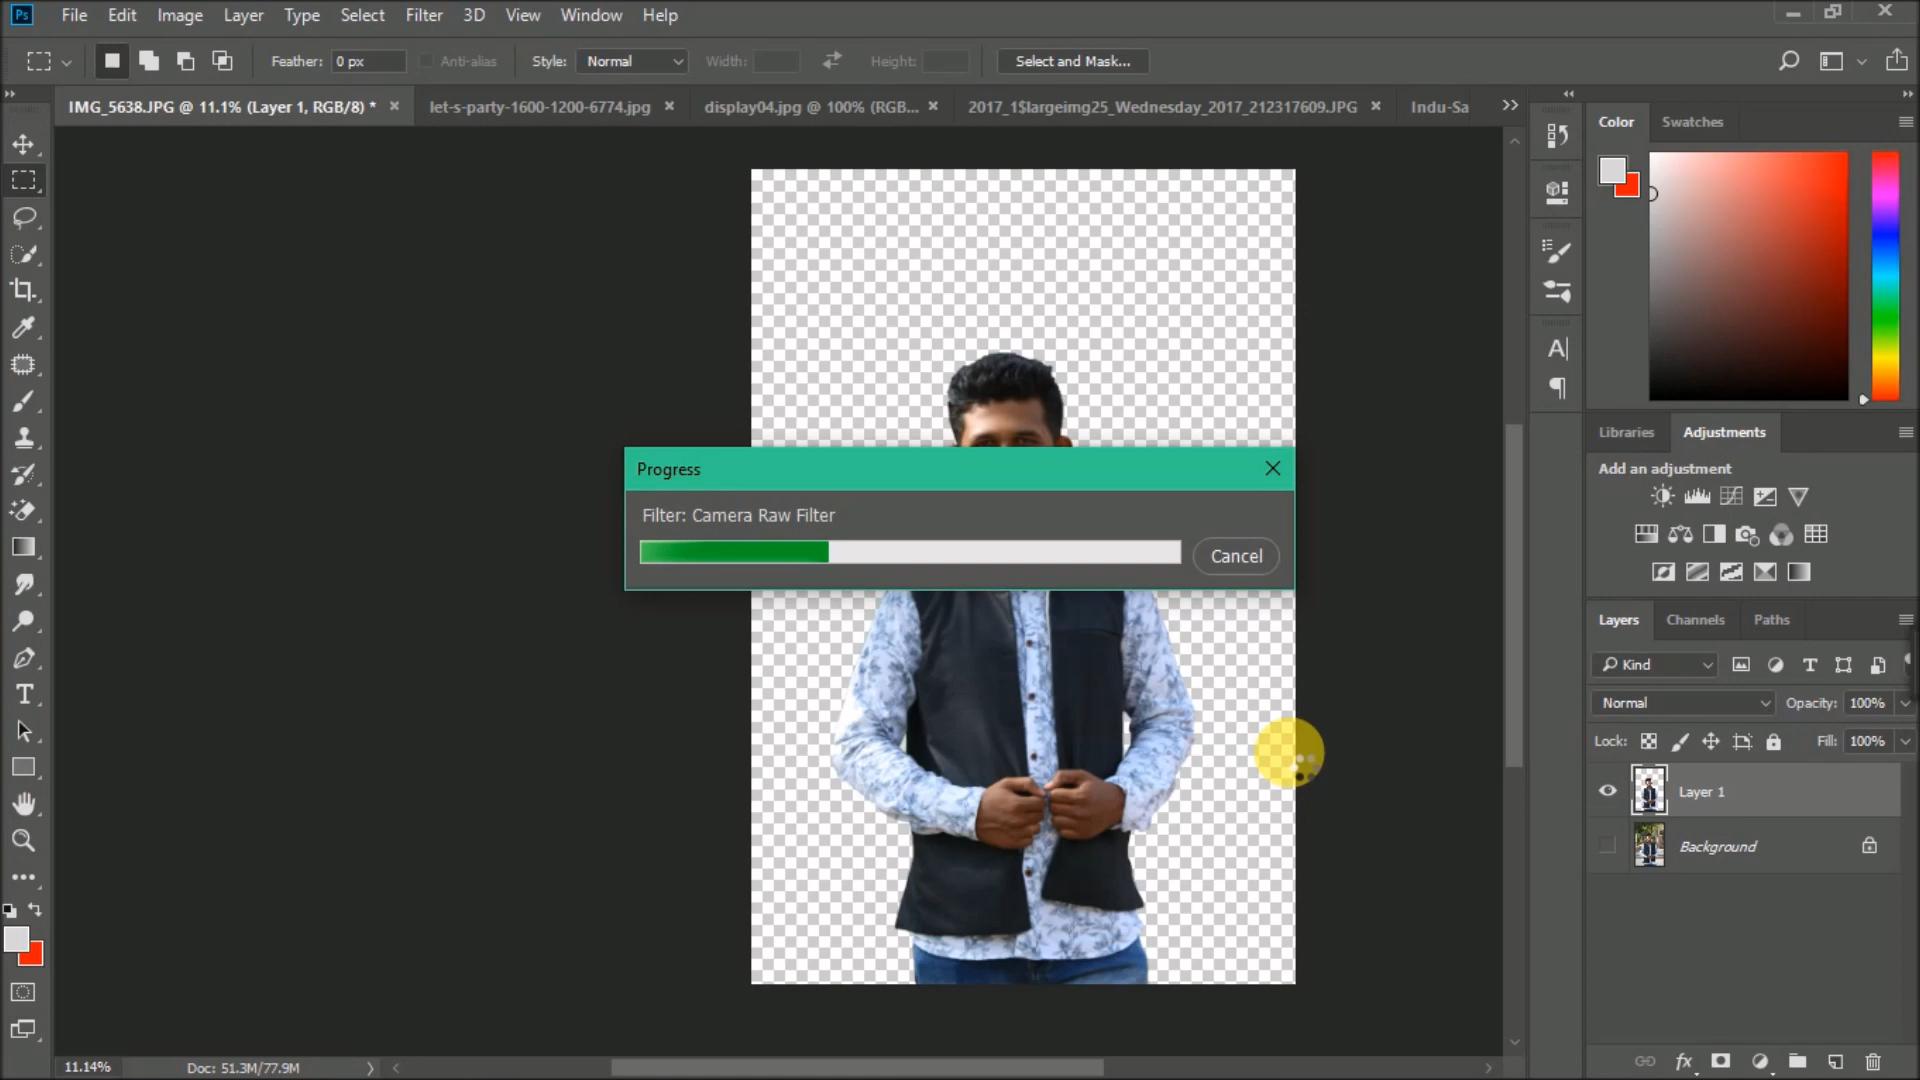 Ps File Edit Image Layer Type Select Filter 3D View Window Help
Feather: 0 px Anti-alias Style: Normal Width: Height: Select and Mask...
IMG_5638.JPG @ 11.1% (Layer 1, RGB/8) * let-s-party-1600-1200-6774.jpg display04.jpg @ 100% (RGB... 2017_1$largeimg25_Wednesday_2017_212317609.JPG Indu-Sa
Color Swatches
Libraries Adjustments
Add an adjustment
Progress
Filter: Camera Raw Filter
Cancel
Layers Channels Paths
Kind
Normal Opacity: 100%
Lock: Fill: 100%
Layer 1
Background
11.14% Doc: 51.3M/77.9M